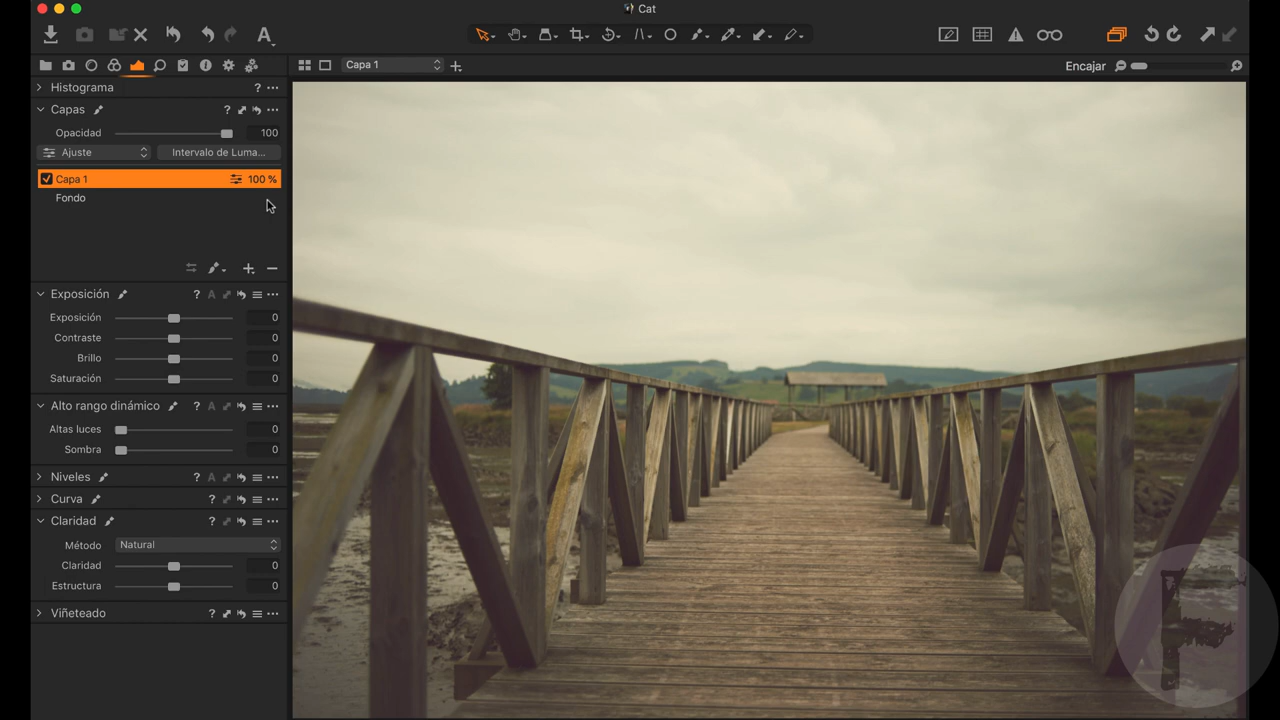 Cat
A
Capa 1
Encajar
Histograma ?
Capas ?
Opacidad 100
Ajuste Intervalo de Luma...
Capa 1 100 %
Fondo
Exposición ? A
Exposición 0
Contraste 0
Brillo 0
Saturación 0
Alto rango dinámico ? A
Altas luces 0
Sombra 0
Niveles ? A
Curva ?
Claridad ?
Método Natural
Claridad 0
Estructura 0
Viñeteado ?
F